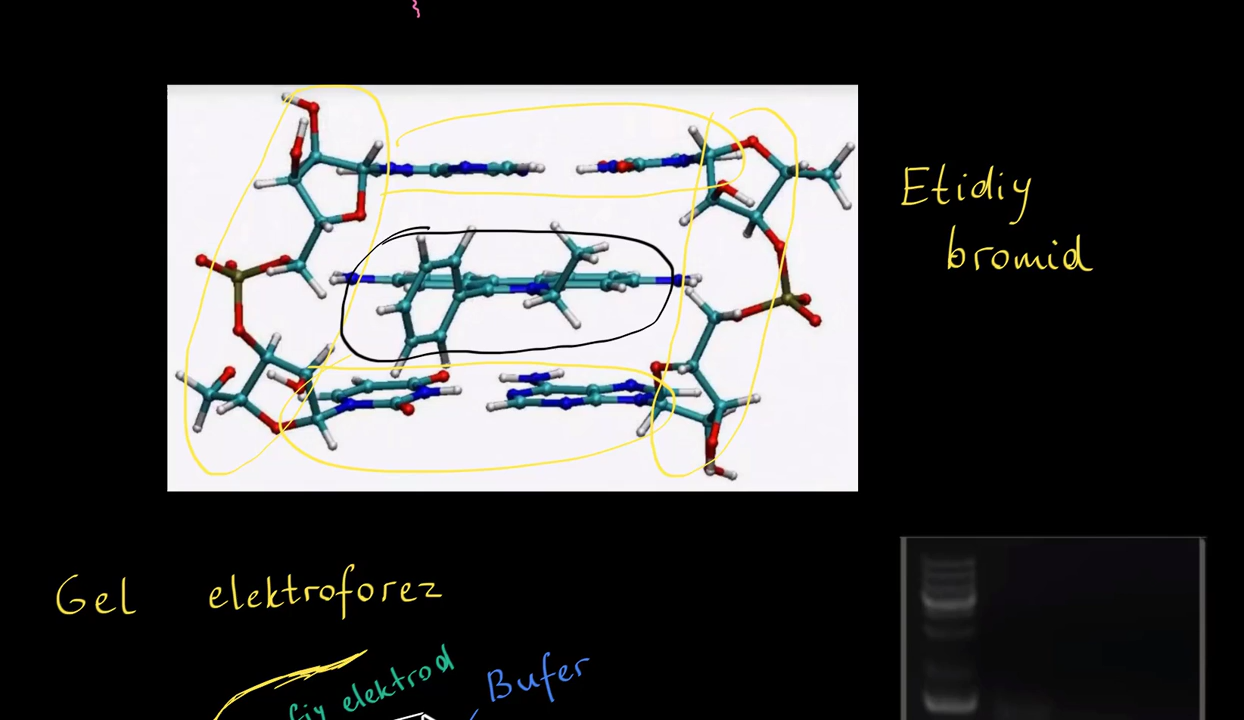 Etidiy
bromid
Gel elektroforez
elektrod
Bufer